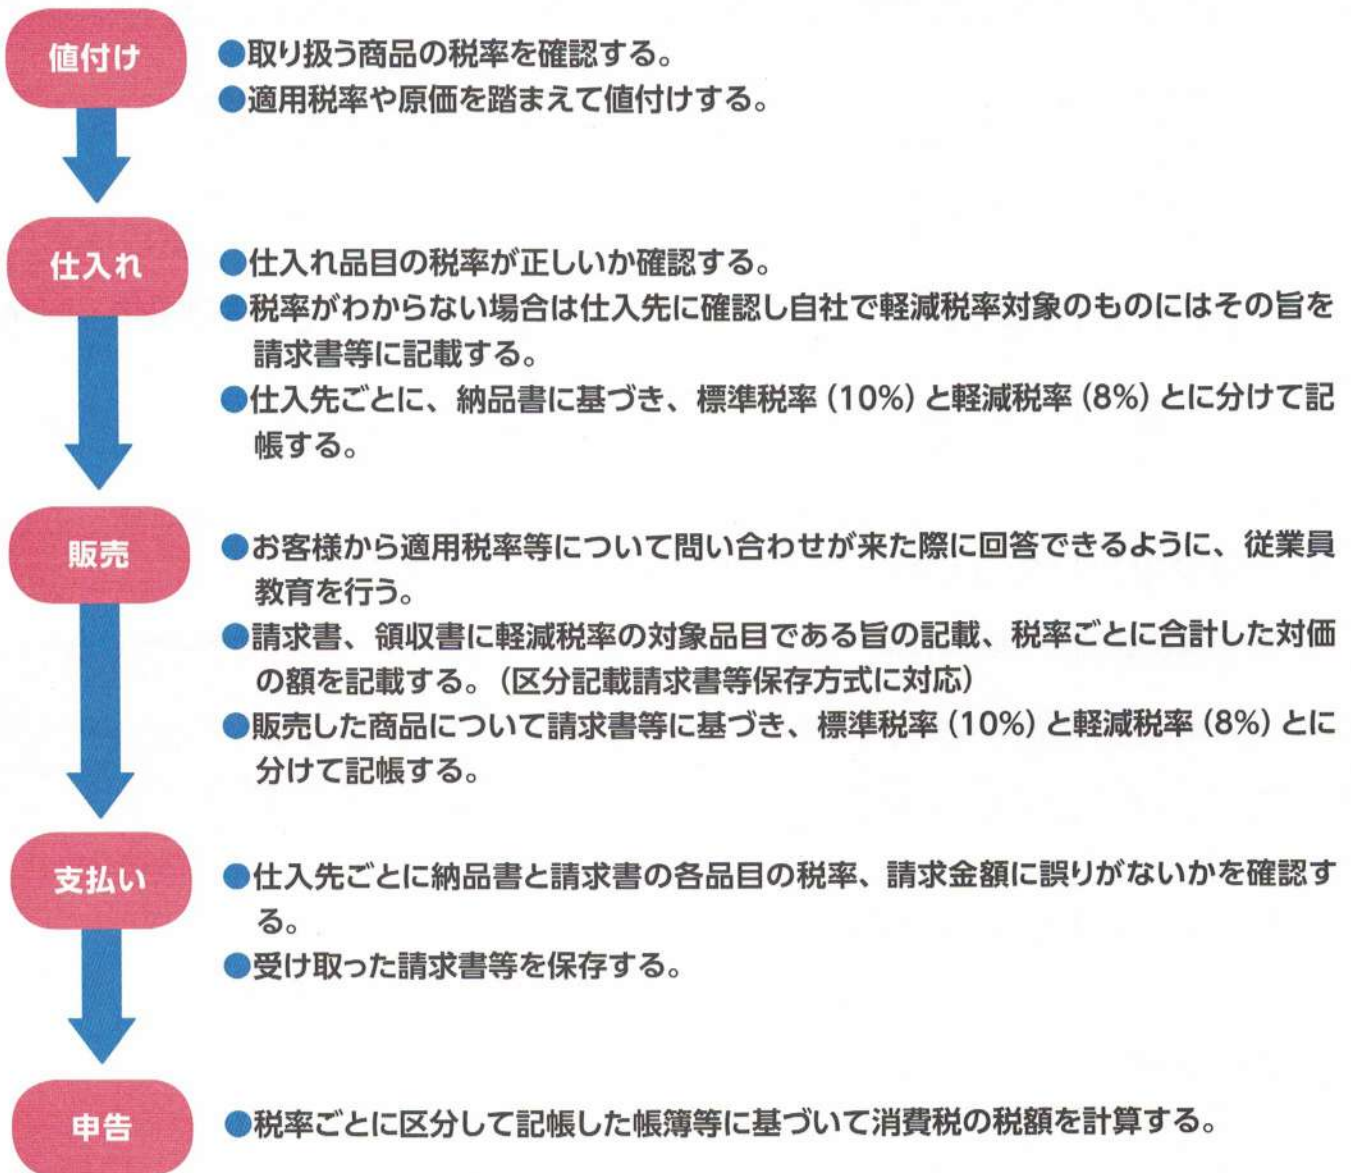 値付け
●取り扱う商品の税率を確認する。
●適用税率や原価を踏まえて値付けする。
仕入れ
●仕入れ品目の税率が正しいか確認する。
●税率がわからない場合は仕入先に確認し自社で軽減税率対象のものにはその旨を
請求書等に記載する。
●仕入先ごとに、納品書に基づき、標準税率（10%）と軽減税率（8%）とに分けて記
帳する。
販売
●お客様から適用税率等について問い合わせが来た際に回答できるように、従業員
教育を行う。
●請求書、領収書に軽減税率の対象品目である旨の記載、税率ごとに合計した対価
の額を記載する。（区分記載請求書等保存方式に対応）
●販売した商品について請求書等に基づき、標準税率（10%）と軽減税率（8%）とに
分けて記帳する。
支払い
●仕入先ごとに納品書と請求書の各品目の税率、請求金額に誤りがないかを確認す
る。
●受け取った請求書等を保存する。
申告
●税率ごとに区分して記帳した帳簿等に基づいて消費税の税額を計算する。